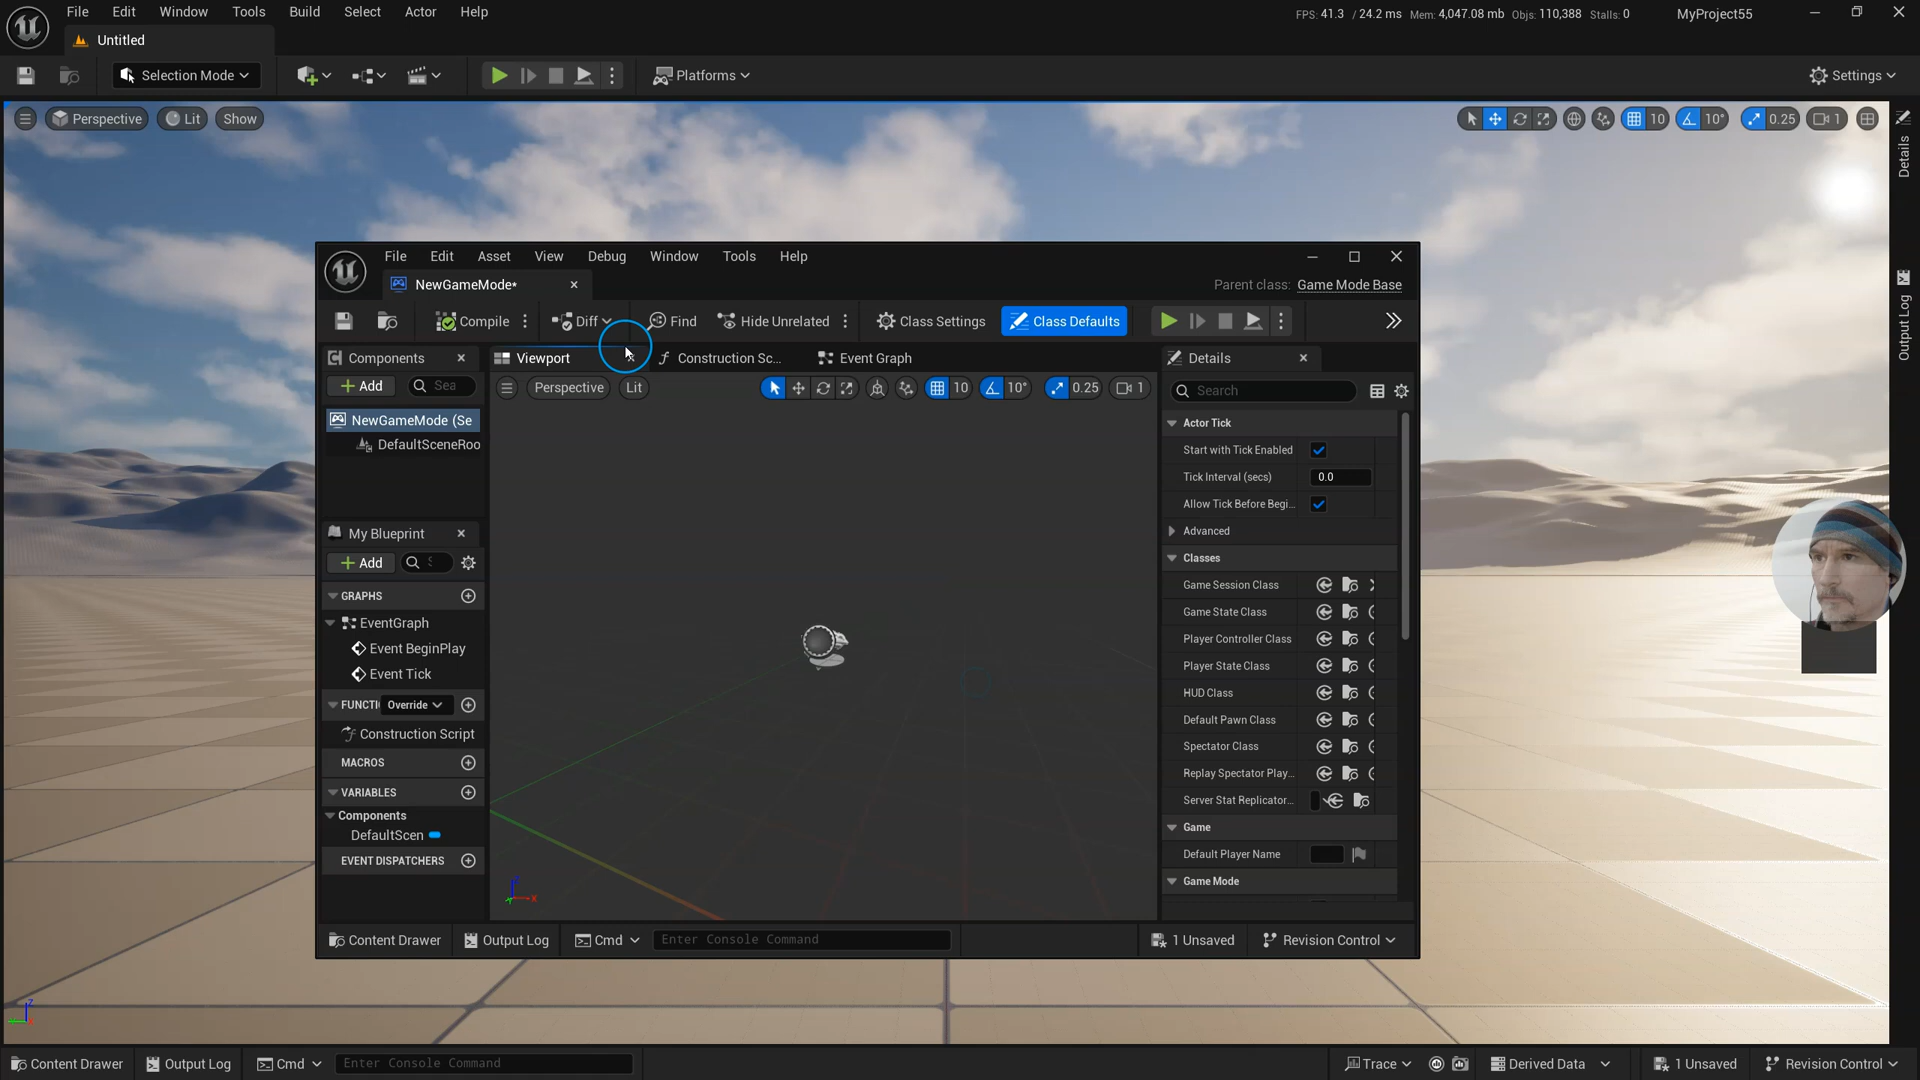 File Edit Window Tools Build Select Actor Help
FPS: 41.3 / 24.2 ms Mem: 4,047.08 mb Objs: 110,388 Stalls: 0 MyProject55
Untitled
Selection Mode Platforms Settings
Perspective Lit Show 10 10° 0.25 1
Details
Output Log
File Edit Asset View Debug Window Tools Help
NewGameMode* Parent class: Game Mode Base
Compile Diff Find Hide Unrelated Class Settings Class Defaults
Components Viewport Construction Sc... Event Graph Details
Add Sea Perspective Lit 10 10° 0.25 1 Search
NewGameMode (Se
DefaultSceneRoo
My Blueprint
Add S
GRAPHS
EventGraph
Event BeginPlay
Event Tick
FUNCTI Override
Construction Script
MACROS
VARIABLES
Components
DefaultScen
EVENT DISPATCHERS
Actor Tick
Start with Tick Enabled
Tick Interval (secs) 0.0
Allow Tick Before Begi...
Advanced
Classes
Game Session Class
Game State Class
Player Controller Class
Player State Class
HUD Class
Default Pawn Class
Spectator Class
Replay Spectator Play...
Server Stat Replicator...
Game
Default Player Name
Game Mode
Z
X
Content Drawer Output Log Cmd Enter Console Command 1 Unsaved Revision Control
Z
Content Drawer Output Log Cmd Enter Console Command Trace Derived Data 1 Unsaved Revision Control